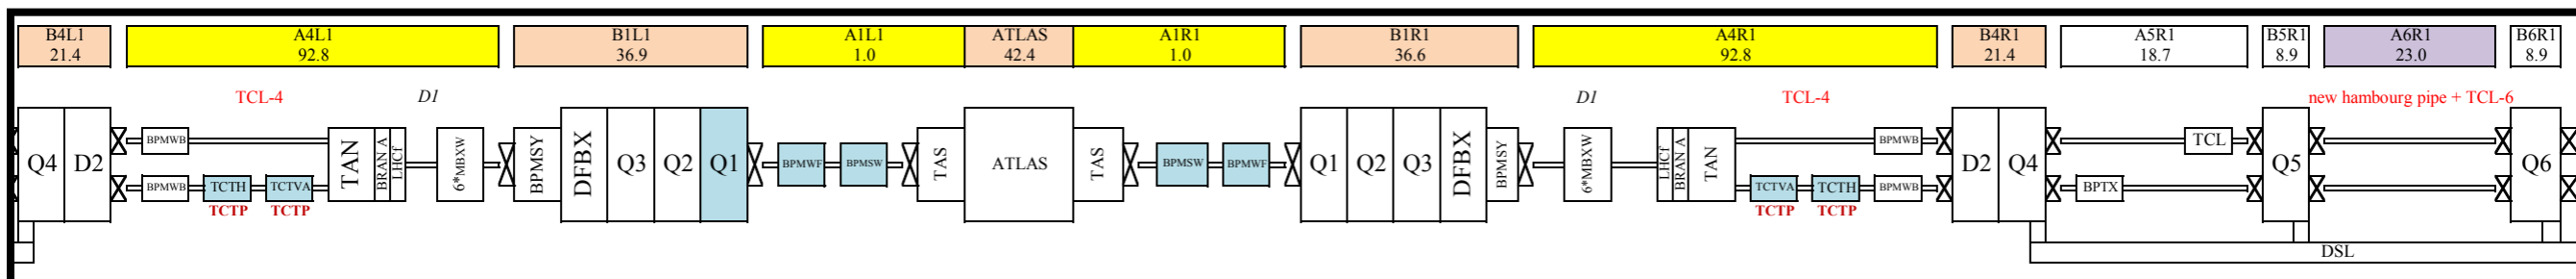 B4L1 A4L1 B1L1 A1L1 ATLAS A1R1 B1R1 A4R1 B4R1 A5R1 B5R1 A6R1 B6R1
21.4 92.8 36.9 1.0 42.4 1.0 36.6 92.8 21.4 18.7 8.9 23.0 8.9
TCL-4 D1 D1 TCL-4 new hambourg pipe + TCL-6
BPMWB BPMWB TCL
Q4 D2 TAN BRAN A LHCf 6*MBXW BPMSY DFBX Q3 Q2 Q1 BPMWF BPMSW TAS ATLAS TAS BPMSW BPMWF Q1 Q2 Q3 DFBX BPMSY 6*MBXW LHCf BRAN A TAN D2 Q4 Q5 Q6
BPMWB TCTH TCTVA TCTVA TCTH BPMWB BPTX
TCTP TCTP TCTP TCTP
DSL